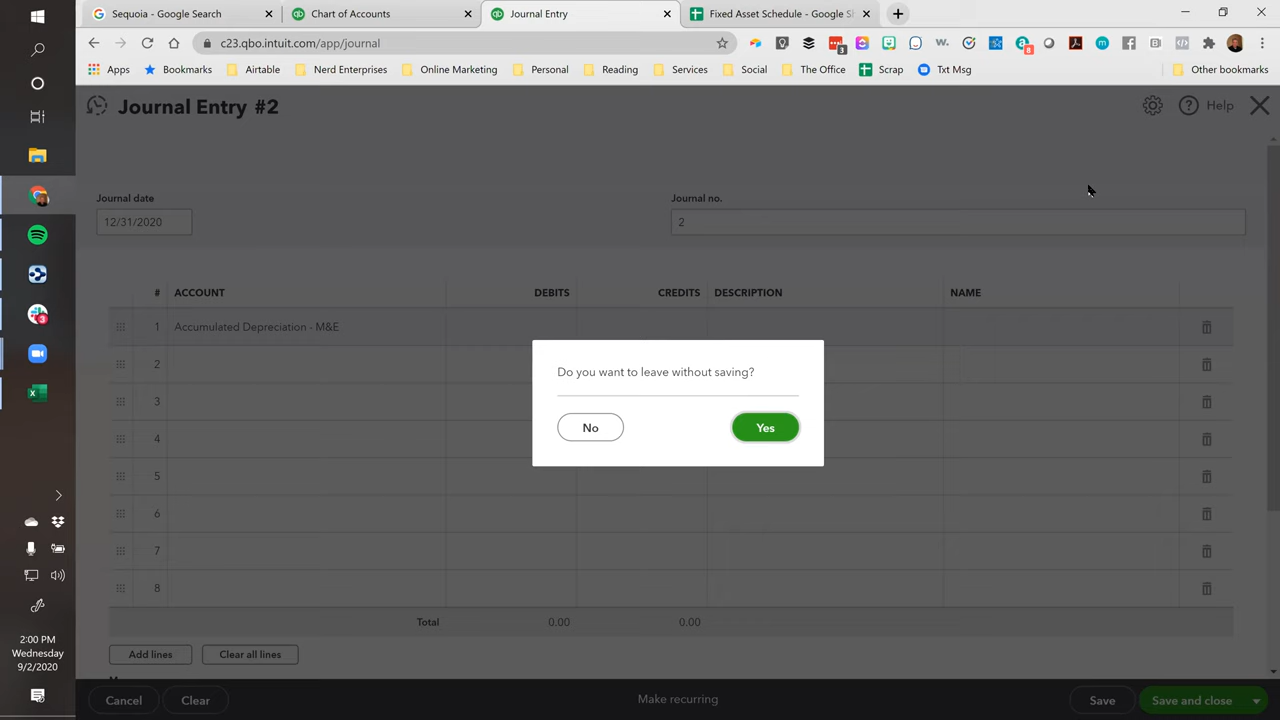 Sequoia - Google Search
Chart of Accounts
Journal Entry
Fixed Asset Schedule - Google Sh
c23.qbo.intuit.com/app/journal
Apps
Bookmarks
Airtable
Nerd Enterprises
Online Marketing
Personal
Reading
Services
Social
The Office
Scrap
Txt Msg
Other bookmarks
Journal Entry #2
Help
Journal date
Journal no.
12/31/2020
2
# ACCOUNT DEBITS CREDITS DESCRIPTION NAME
1 Accumulated Depreciation - M&E
2
3
4
5
6
7
8
Do you want to leave without saving?
No
Yes
Total 0.00 0.00
Add lines
Clear all lines
Cancel
Clear
Make recurring
Save
Save and close
2:00 PM
Wednesday
9/2/2020